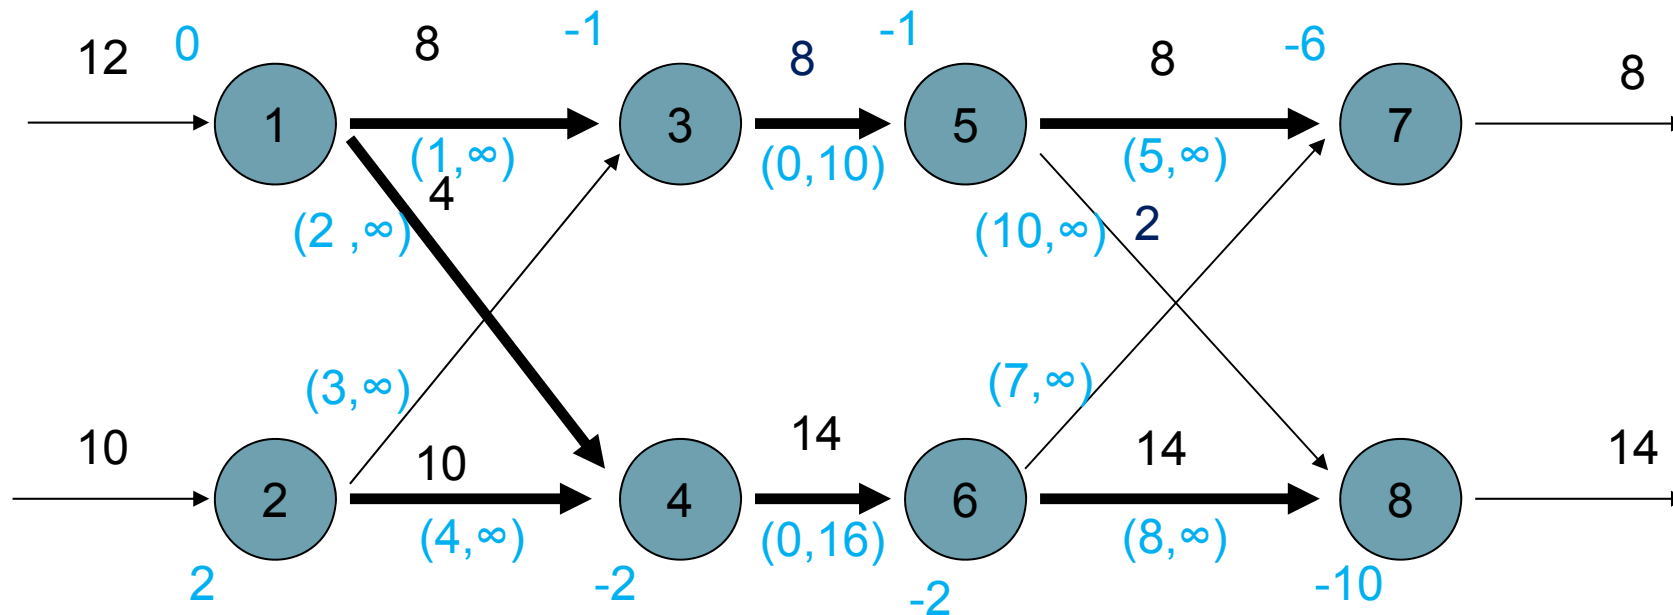 12 0 8 -1 8 -1 8 -6 8
1 3 5 7
(1,∞) (0,10) (5,∞)
4
(2 ,∞) (10,∞) 2
(3,∞) (7,∞)
10 10 14 14 14
2 4 6 8
(4,∞) (0,16) (8,∞)
2 -2 -2 -10